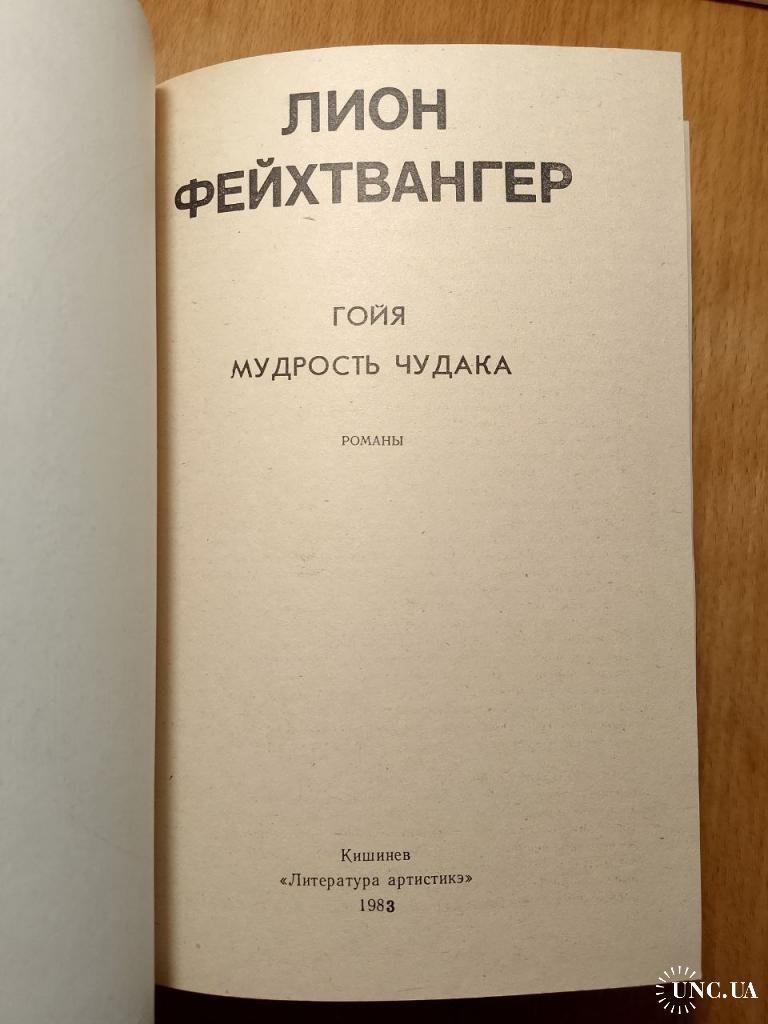 ЛИОН
ФЕЙХТВАНГЕР
ГОЙЯ
МУДРОСТЬ ЧУДАКА
РОМАНЫ
Кишинев
«Литература артистикэ»
1983
UNC.UA